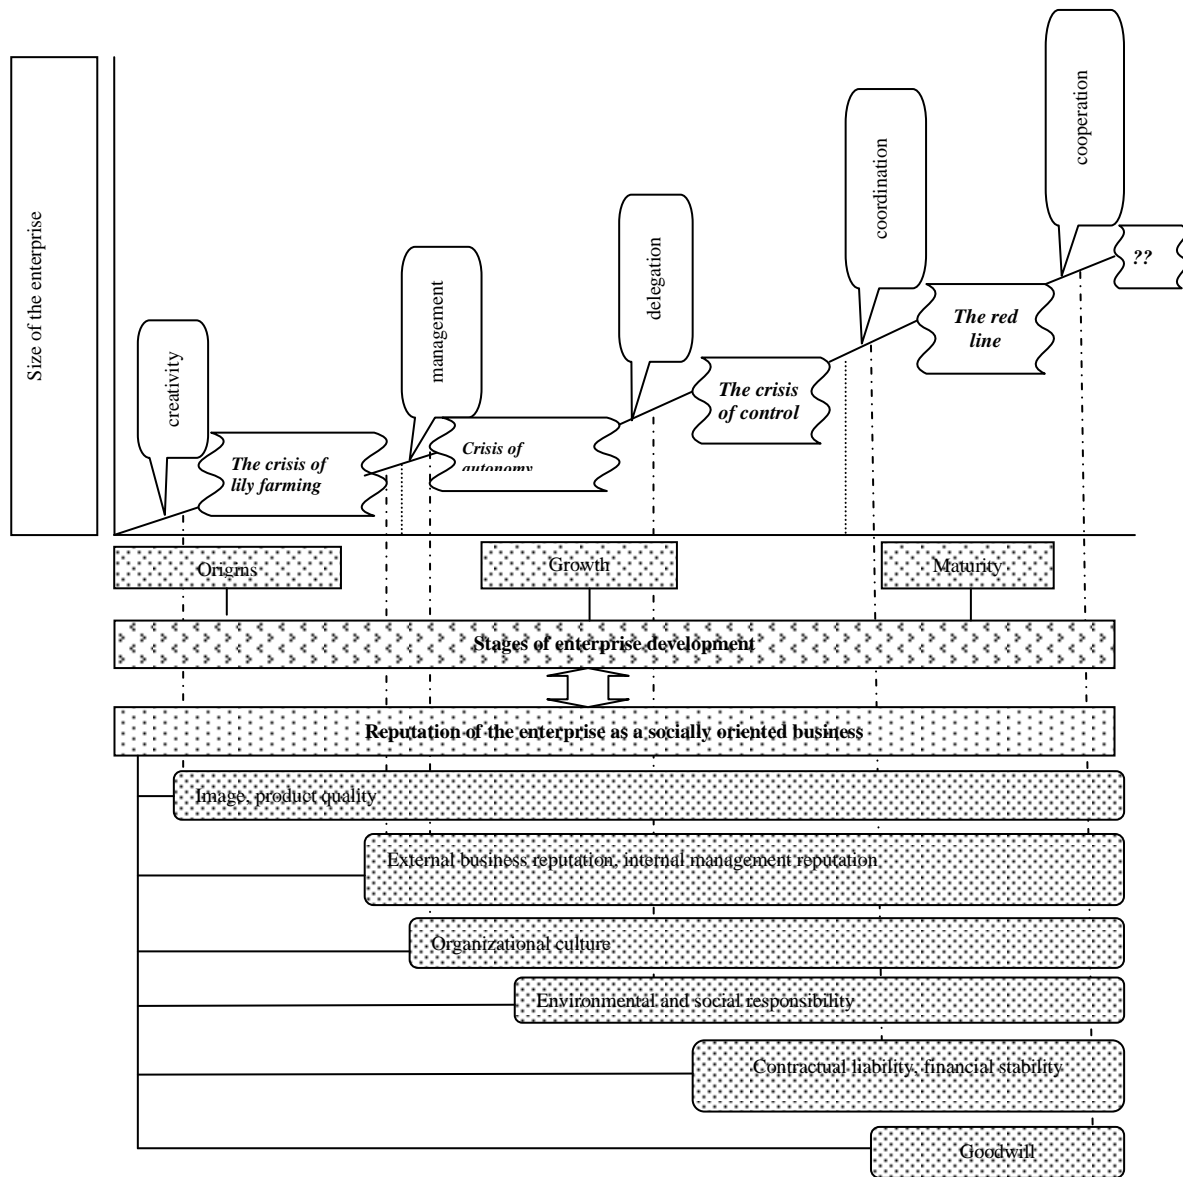 Size of the enterprise
creativity
management
delegation
coordination
cooperation
The crisis of
lily farming
Crisis of
autonomy
The crisis
of control
The red
line
??
Origins
Growth
Maturity
Stages of enterprise development
Reputation of the enterprise as a socially oriented business
Image, product quality
External business reputation, internal management reputation
Organizational culture
Environmental and social responsibility
Contractual liability, financial stability
Goodwill